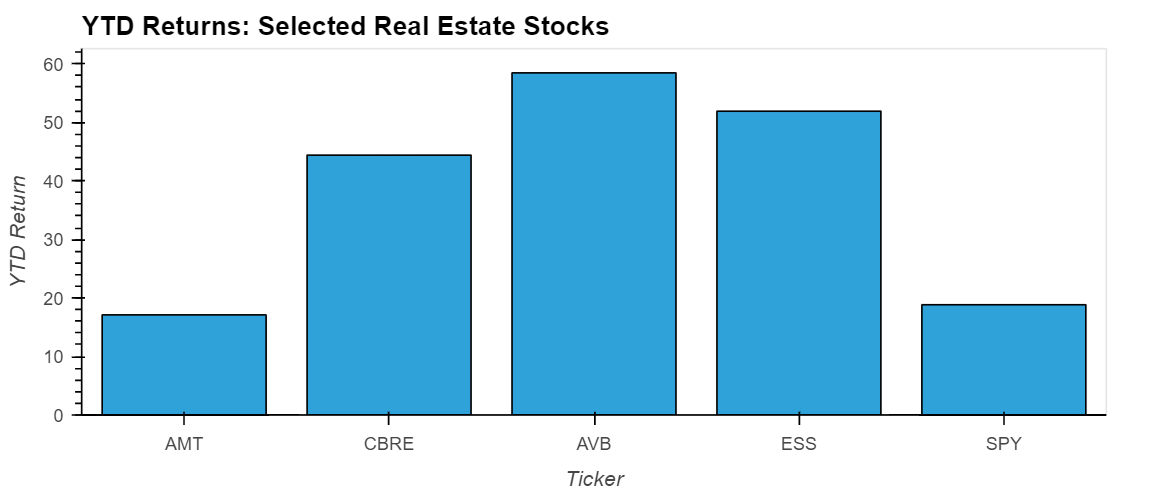 YTD Returns: Selected Real Estate Stocks
YTD Return
60
50
40
30
20
10
0
AMT CBRE AVB ESS SPY
Ticker